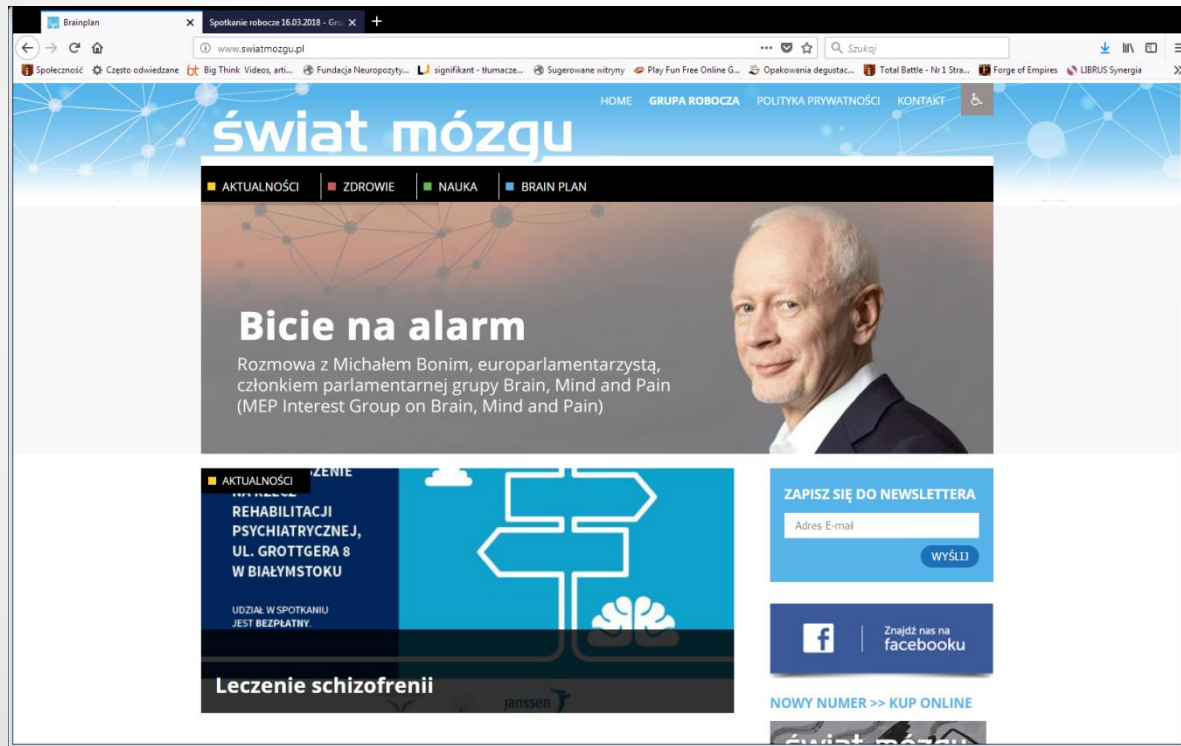 Brainplan
Spotkanie robocze 16.03.2018 - Gru
www.swiatmozgu.pl
Szukaj
Społeczność
Często odwiedzane
Big Think Videos, arti...
Fundacja Neuropozyty...
signifikant - tłumacze...
Sugerowane witryny
Play Fun Free Online G...
Opakowania degustac...
Total Battle - Nr 1 Stra...
Forge of Empires
LIBRUS Synergia
HOME GRUPA ROBOCZA POLITYKA PRYWATNOŚCI KONTAKT
świat mózgu
AKTUALNOŚCI ZDROWIE NAUKA BRAIN PLAN
Bicie na alarm
Rozmowa z Michałem Bonim, europarlamentarzystą,
członkiem parlamentarnej grupy Brain, Mind and Pain
(MEP Interest Group on Brain, Mind and Pain)
AKTUALNOŚCI
NA RZECZ
REHABILITACJI
PSYCHIATRYCZNEJ,
UL. GROTTGERA 8
W BIAŁYMSTOKU
UDZIAŁ W SPOTKANIU
JEST BEZPŁATNY.
Leczenie schizofrenii
janssen
ZAPISZ SIĘ DO NEWSLETTERA
Adres E-mail
WYŚLIJ
Znajdź nas na
facebooku
NOWY NUMER >> KUP ONLINE
świat mózgu